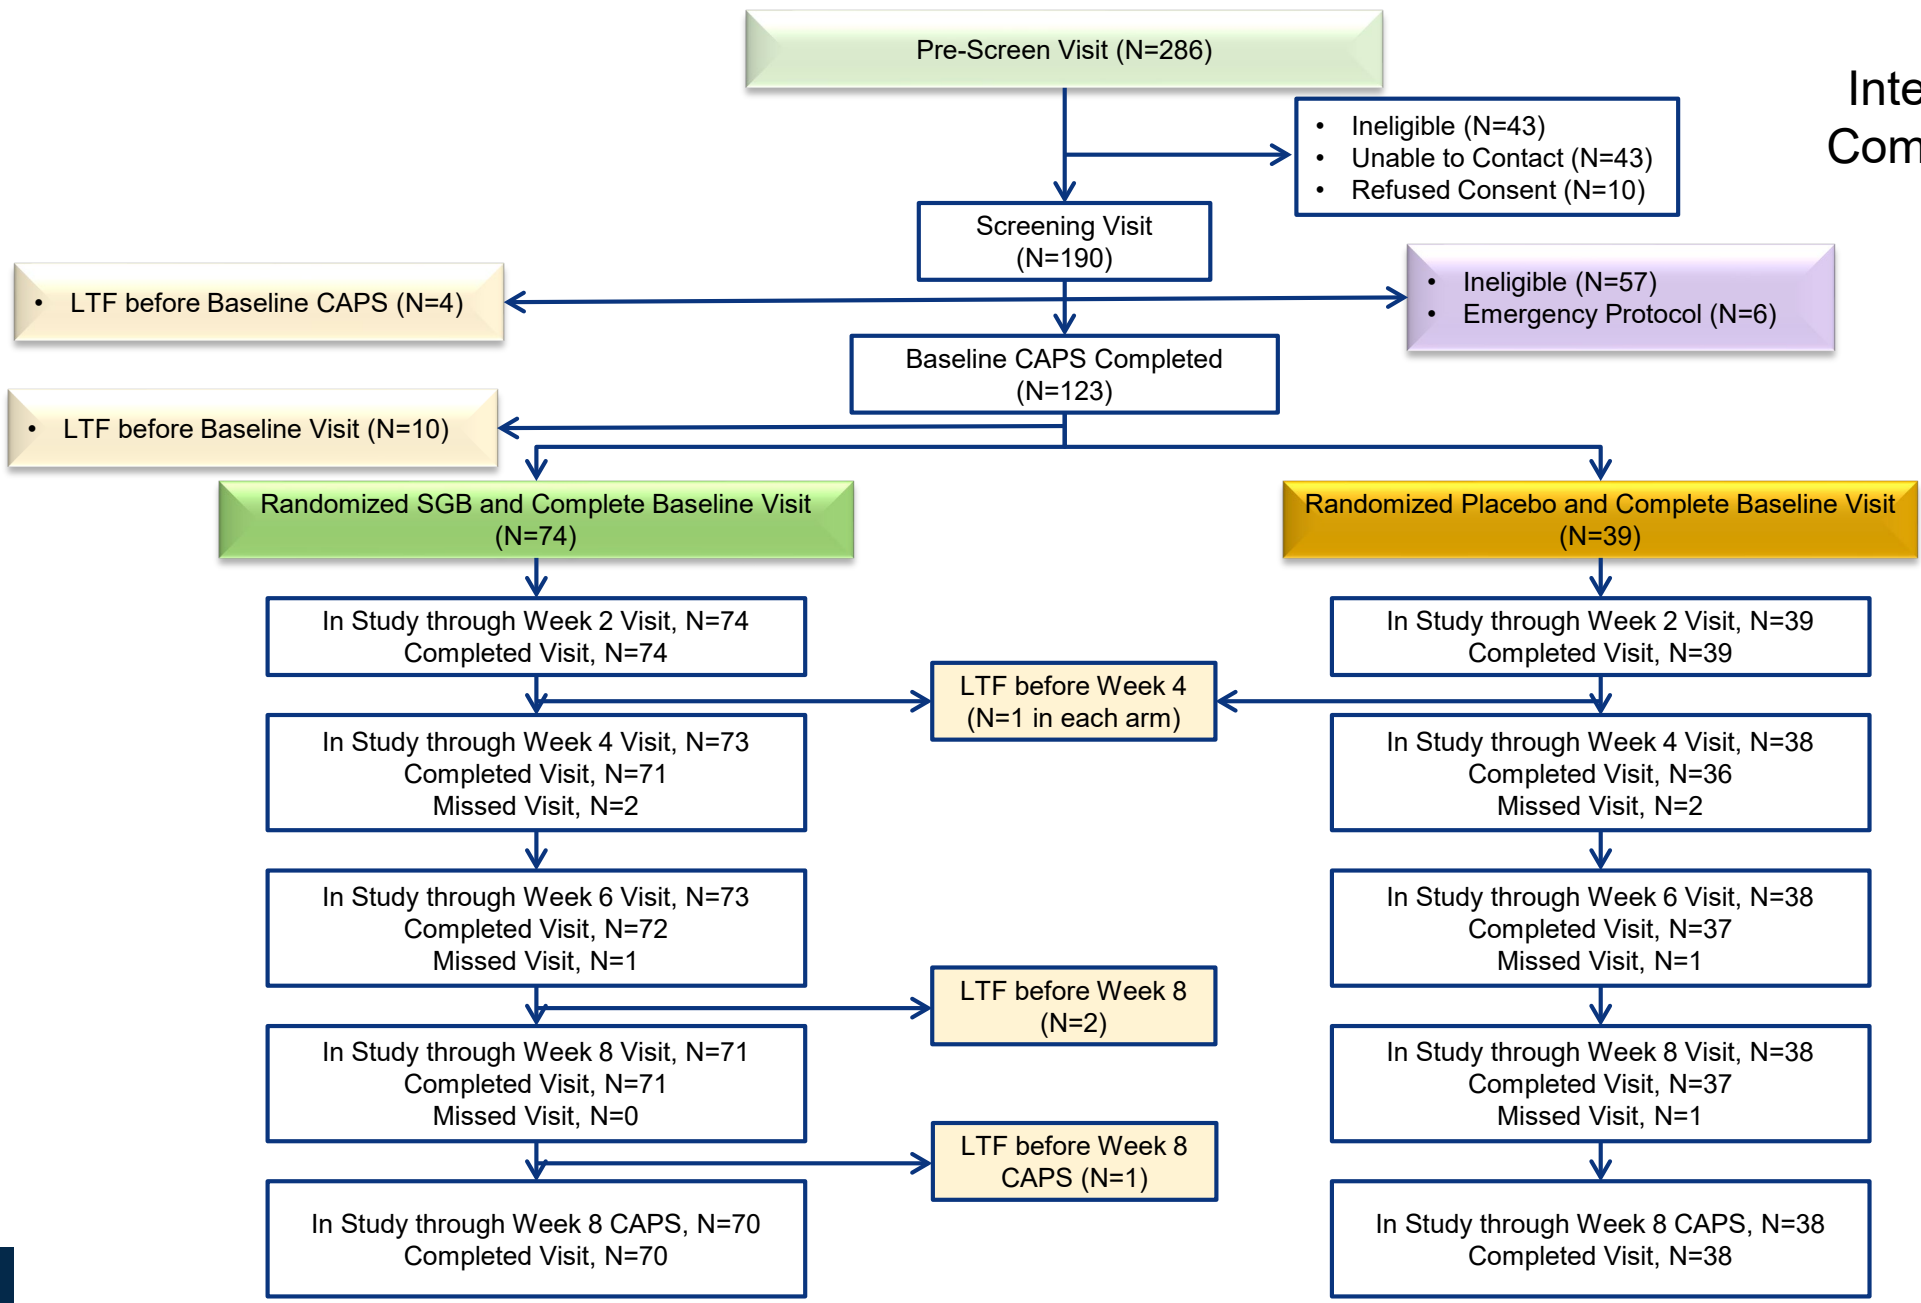 Pre-Screen Visit (N=286)
Inte
Com
• Ineligible (N=43)
• Unable to Contact (N=43)
• Refused Consent (N=10)
Screening Visit
(N=190)
• LTF before Baseline CAPS (N=4)
• Ineligible (N=57)
• Emergency Protocol (N=6)
Baseline CAPS Completed
(N=123)
• LTF before Baseline Visit (N=10)
Randomized SGB and Complete Baseline Visit
(N=74)
Randomized Placebo and Complete Baseline Visit
(N=39)
In Study through Week 2 Visit, N=74
Completed Visit, N=74
In Study through Week 2 Visit, N=39
Completed Visit, N=39
LTF before Week 4
(N=1 in each arm)
In Study through Week 4 Visit, N=73
Completed Visit, N=71
Missed Visit, N=2
In Study through Week 4 Visit, N=38
Completed Visit, N=36
Missed Visit, N=2
In Study through Week 6 Visit, N=73
Completed Visit, N=72
Missed Visit, N=1
In Study through Week 6 Visit, N=38
Completed Visit, N=37
Missed Visit, N=1
LTF before Week 8
(N=2)
In Study through Week 8 Visit, N=71
Completed Visit, N=71
Missed Visit, N=0
In Study through Week 8 Visit, N=38
Completed Visit, N=37
Missed Visit, N=1
LTF before Week 8
CAPS (N=1)
In Study through Week 8 CAPS, N=70
Completed Visit, N=70
In Study through Week 8 CAPS, N=38
Completed Visit, N=38